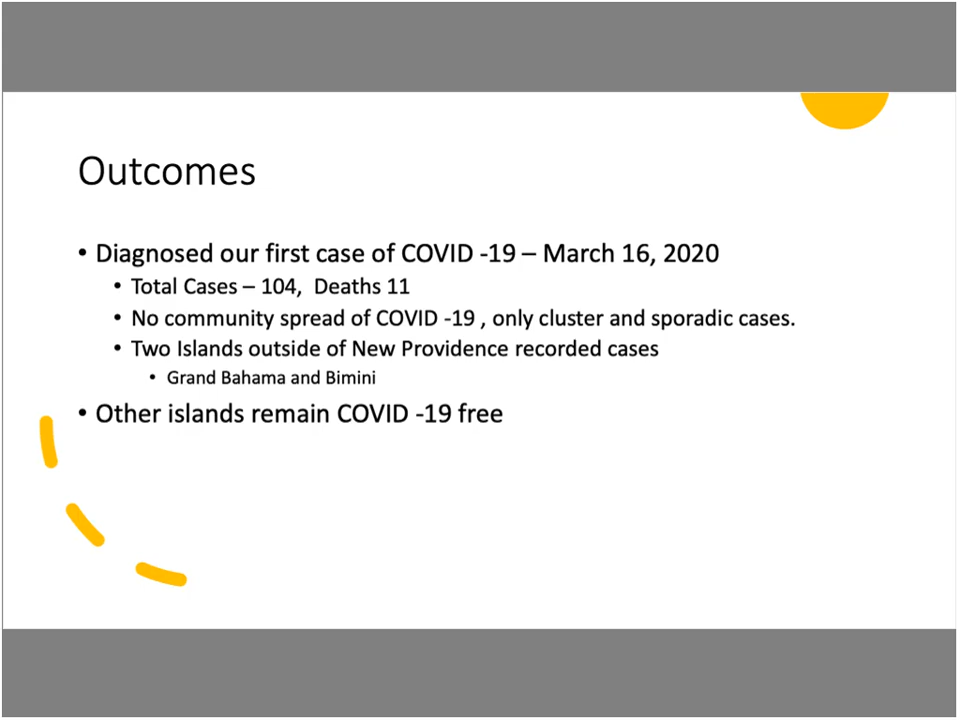 Outcomes
• Diagnosed our first case of COVID -19 – March 16, 2020
• Total Cases – 104, Deaths 11
• No community spread of COVID -19 , only cluster and sporadic cases.
• Two Islands outside of New Providence recorded cases
• Grand Bahama and Bimini
• Other islands remain COVID -19 free